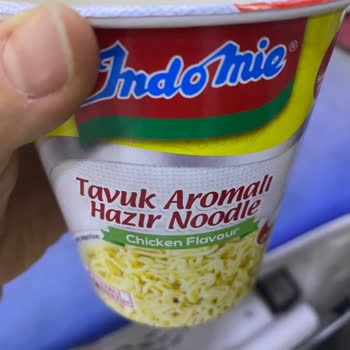 Indomie®
Tavuk Aromalı
Hazır Noodle
Chicken Flavour